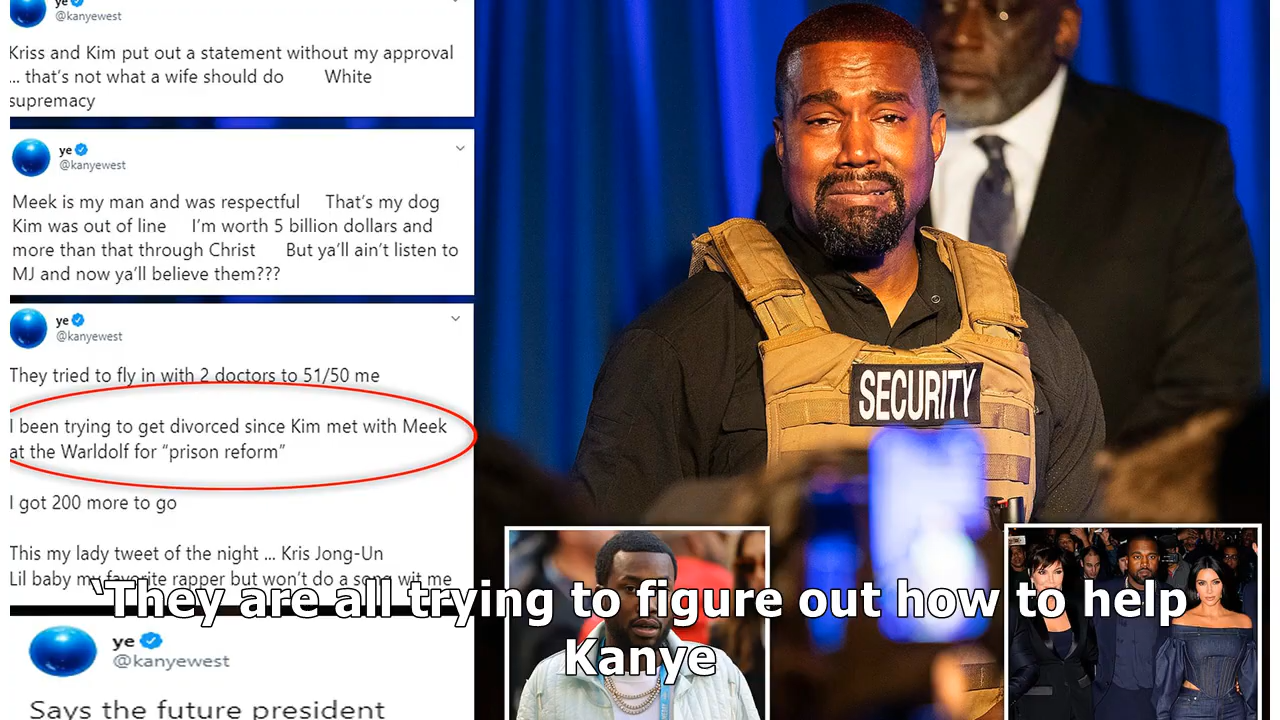 ye
@kanyewest
Kriss and Kim put out a statement without my approval
... that's not what a wife should do White
supremacy
ye
@kanyewest
Meek is my man and was respectful That's my dog
Kim was out of line I'm worth 5 billion dollars and
more than that through Christ But ya'll ain't listen to
MJ and now ya'll believe them???
ye
@kanyewest
They tried to fly in with 2 doctors to 51/50 me
I been trying to get divorced since Kim met with Meek
at the Warldolf for “prison reform”
I got 200 more to go
This my lady tweet of the night ... Kris Jong-Un
Lil baby my favorite rapper but won't do a song wit me
ye
@kanyewest
Says the future president
SECURITY
‘They are all trying to figure out how to help
Kanye